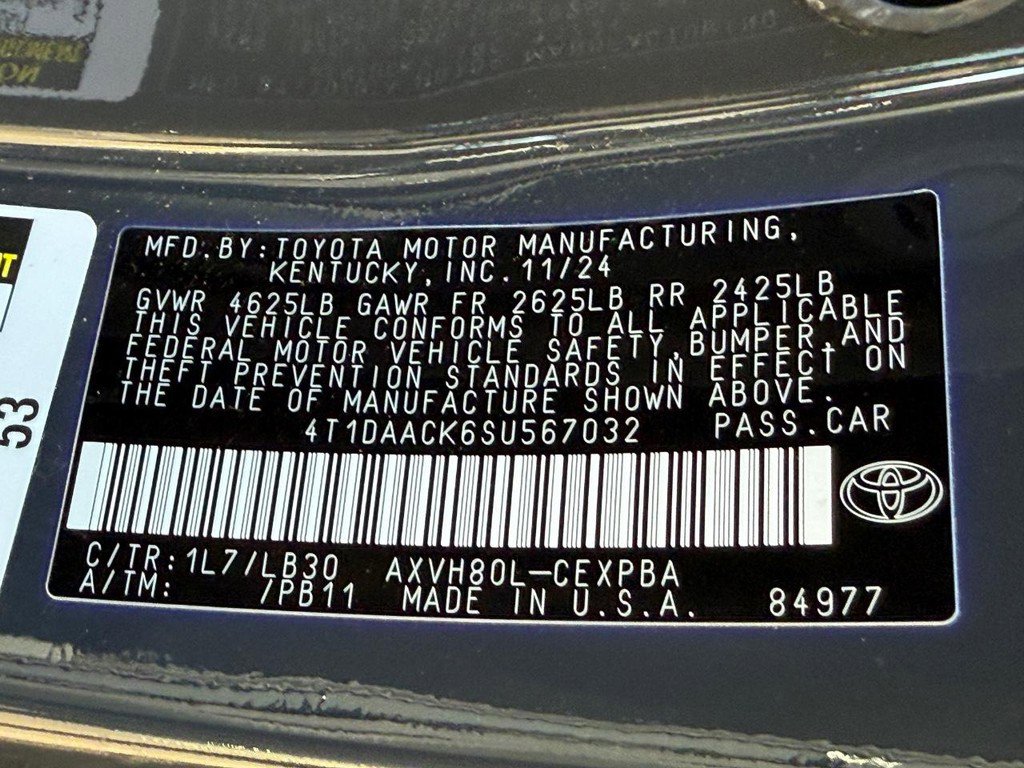 MFD.BY:TOYOTA MOTOR MANUFACTURING,
KENTUCKY,INC.11/24
GVWR 4625LB GAWR FR 2625LB RR 2425LB
THIS VEHICLE CONFORMS TO ALL APPLICABLE
FEDERAL MOTOR VEHICLE SAFETY,BUMPER,AND
THEFT PREVENTION STANDARDS IN EFFECT ON
THE DATE OF MANUFACTURE SHOWN ABOVE.
4T1DAACK6SU567032 PASS.CAR
C/TR:1L7/LB30 AXVH80L-CEXPBA
A/TM: /PB11 MADE IN U.S.A. 84977
53